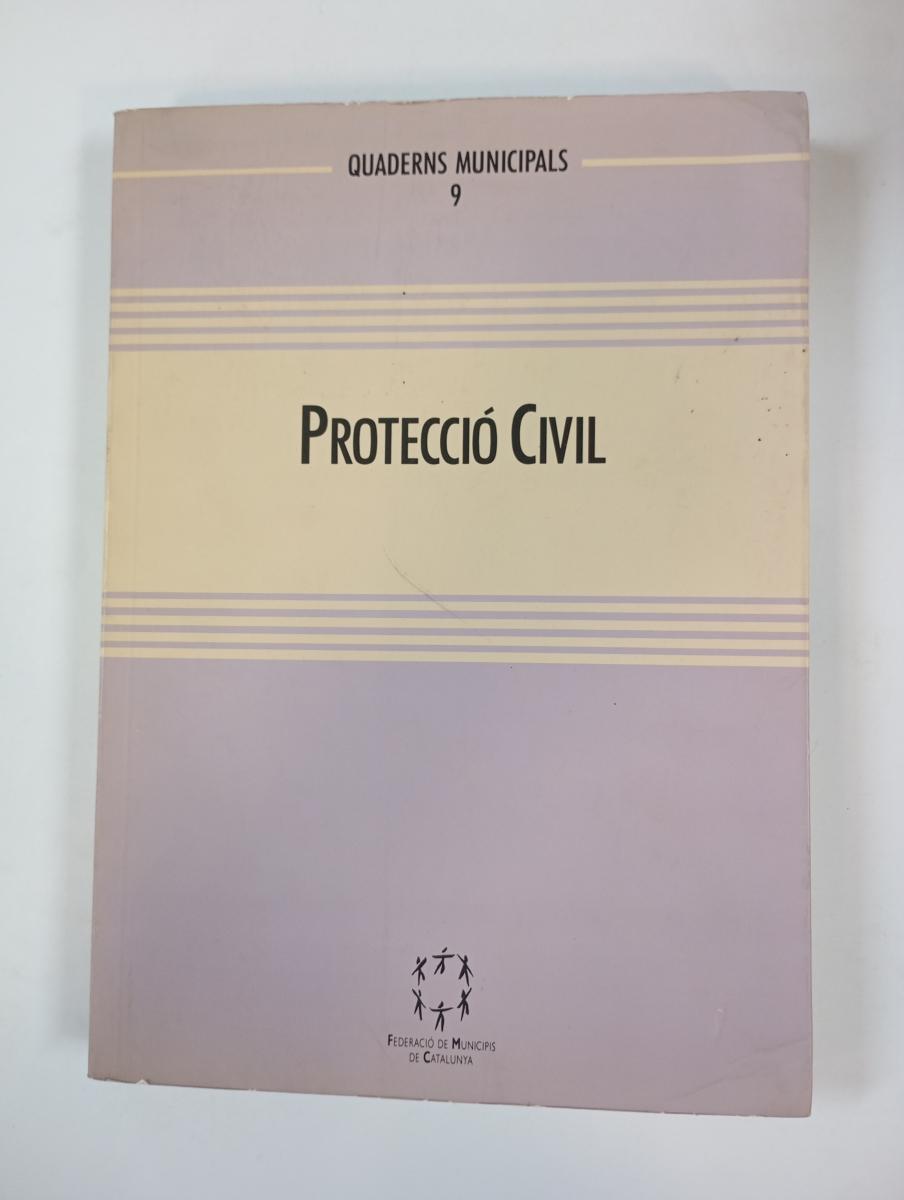 QUADERNS MUNICIPALS
9
PROTECCIÓ CIVIL
FEDERACIÓ DE MUNICIPIS
DE CATALUNYA